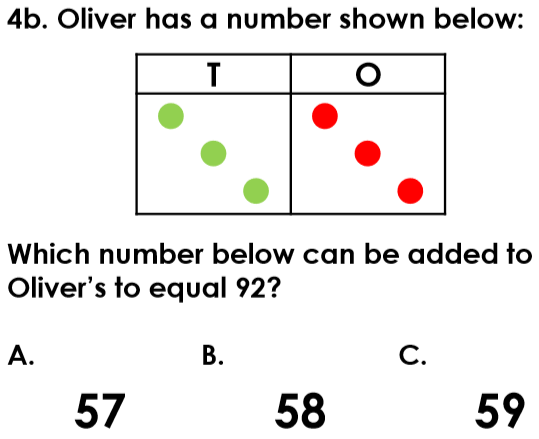 4b. Oliver has a number shown below:
T O
Which number below can be added to
Oliver’s to equal 92?
A. B. C.
57 58 59